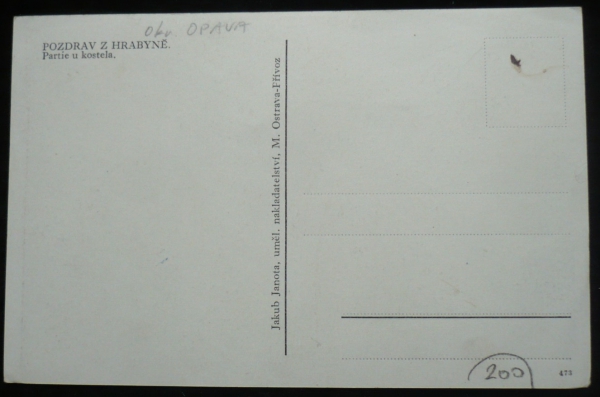 Okr. OPAVA
POZDRAV Z HRABYNĚ.
Partie u kostela.
Jakub Janota, uměl. nakladatelství, M. Ostrava-Přívoz
200
473